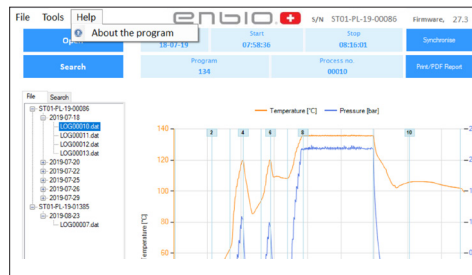 File Tools Help
enbio. S/N ST01-PL-19-00086 Firmware, 27.3
About the program
18-07-19
Start
07:58:36
Stop
08:16:01
Synchronise
Search
Program
134
Process no.
00010
Print/PDF Report
File Search
ST01-PL-19-00086
2019-07-18
LOG00010.dat
LOG00011.dat
LOG00012.dat
LOG00013.dat
2019-07-20
2019-07-22
2019-07-25
2019-07-26
2019-07-29
ST01-PL-19-01385
2019-08-23
LOG00007.dat
Temperature [°C] Pressure [bar]
140
2 4 6 8 10
120
100
80
60
Temperature [°C]